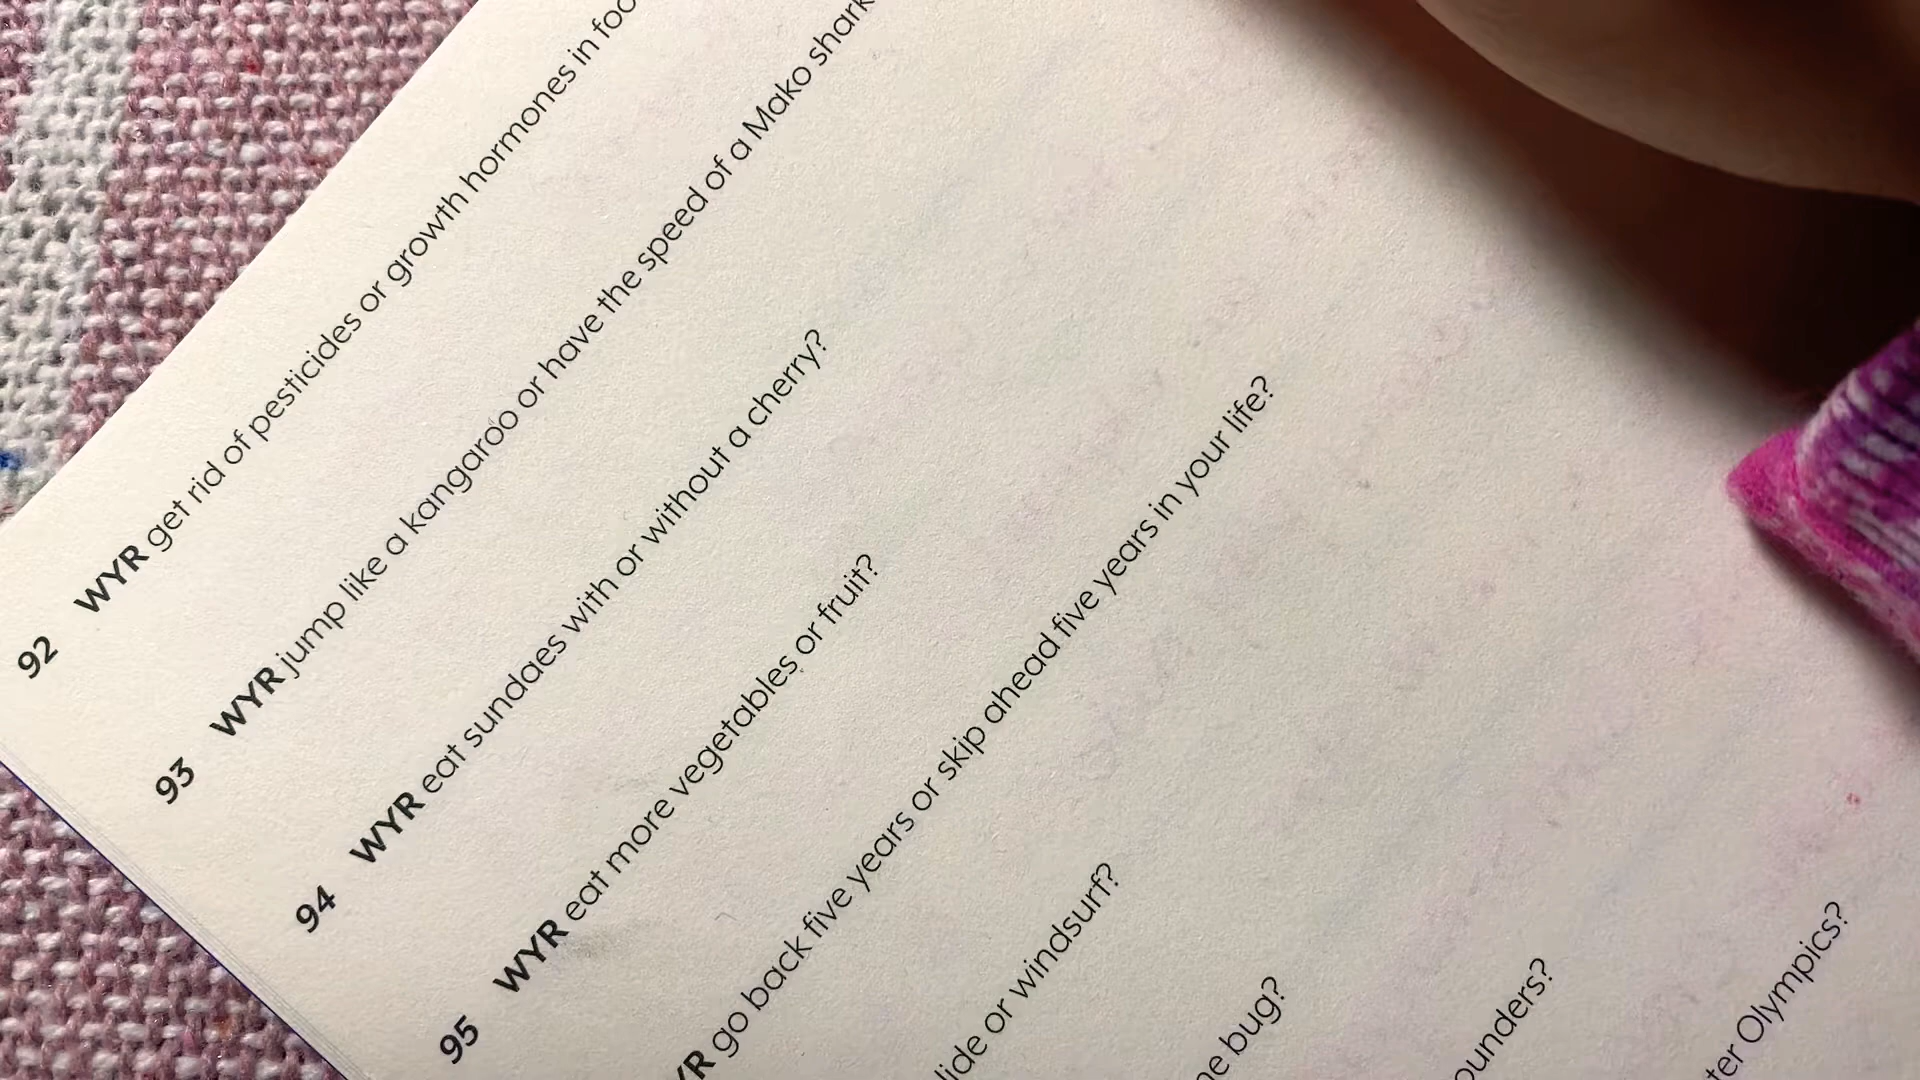 92 WYR get rid of pesticides or growth hormones in
93 WYR jump like a kangaroo or have the speed of a Mako shark
94 WYR eat sundaes with or without a cherry?
95 WYR eat more vegetables or fruit?
go back five years or skip ahead five years in your life?
or windsurf?
bug?
Olympics?